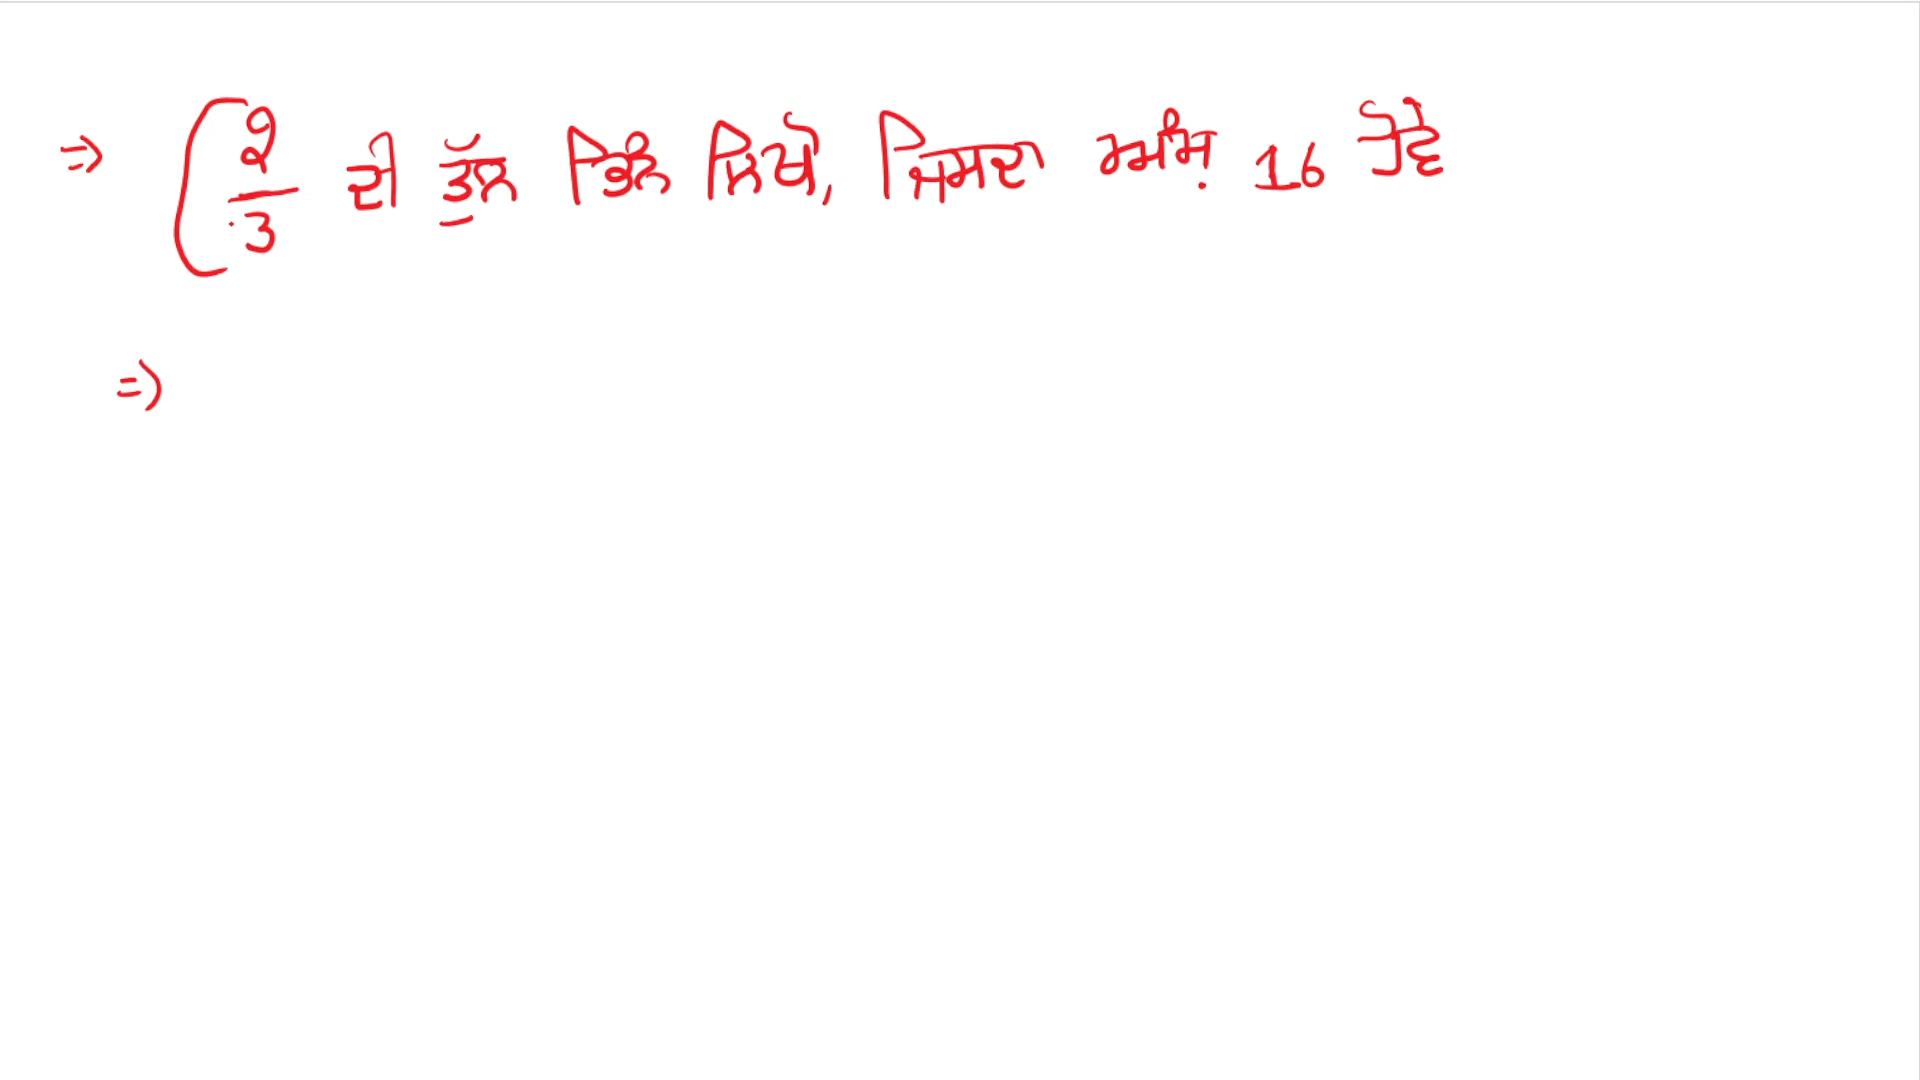 ⇒ ( 2/3 ਦੀ ਤੁੱਲ ਭਿੰਨ ਲਿਖੋ, ਜਿਸਦਾ ਅੰਸ਼ 16 ਹੋਵੇ
⇒